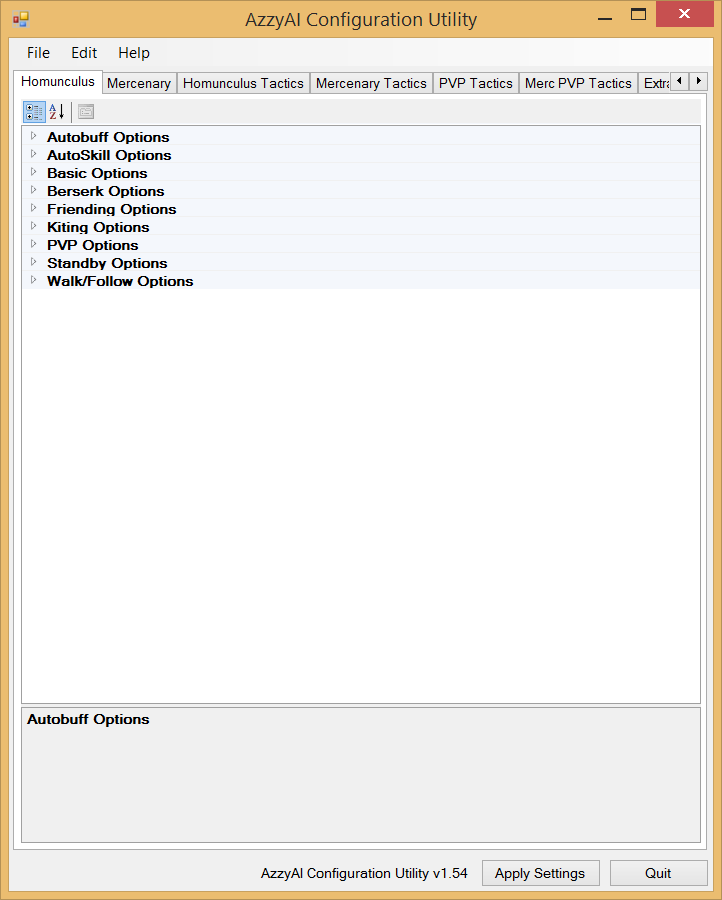 AzzyAI Configuration Utility
File Edit Help
Homunculus Mercenary Homunculus Tactics Mercenary Tactics PVP Tactics Merc PVP Tactics Extra
Autobuff Options
AutoSkill Options
Basic Options
Berserk Options
Friending Options
Kiting Options
PVP Options
Standby Options
Walk/Follow Options
Autobuff Options
AzzyAI Configuration Utility v1.54 Apply Settings Quit